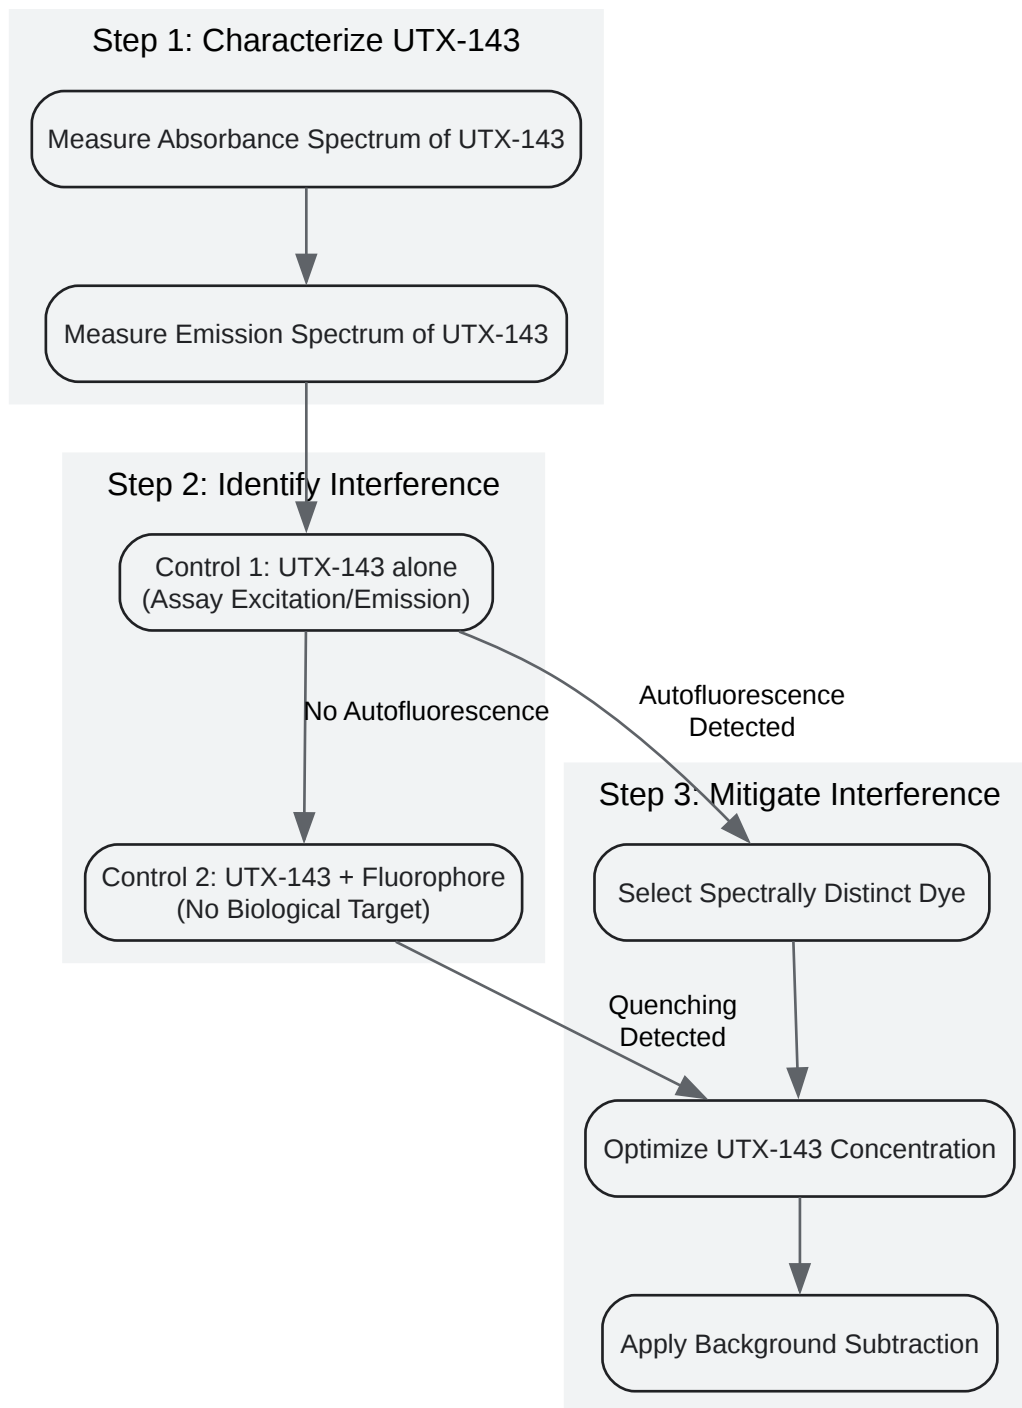 Step 1: Characterize UTX-143
Measure Absorbance Spectrum of UTX-143
Measure Emission Spectrum of UTX-143
Step 2: Identify Interference
Control 1: UTX-143 alone
(Assay Excitation/Emission)
No Autofluorescence
Autofluorescence
Detected
Step 3: Mitigate Interference
Control 2: UTX-143 + Fluorophore
(No Biological Target)
Select Spectrally Distinct Dye
Quenching
Detected
Optimize UTX-143 Concentration
Apply Background Subtraction